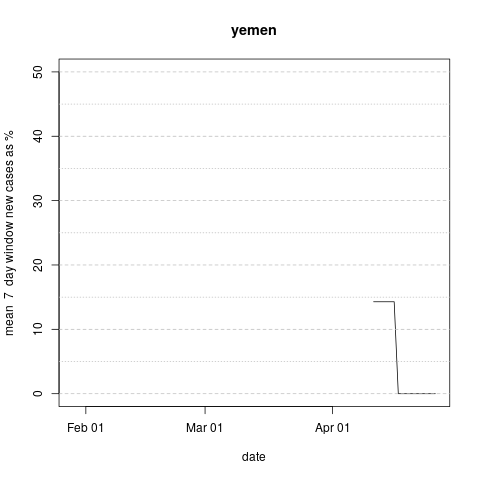 yemen
mean  7  day window new cases as %
50
40
30
20
10
0
Feb 01
Mar 01
Apr 01
date